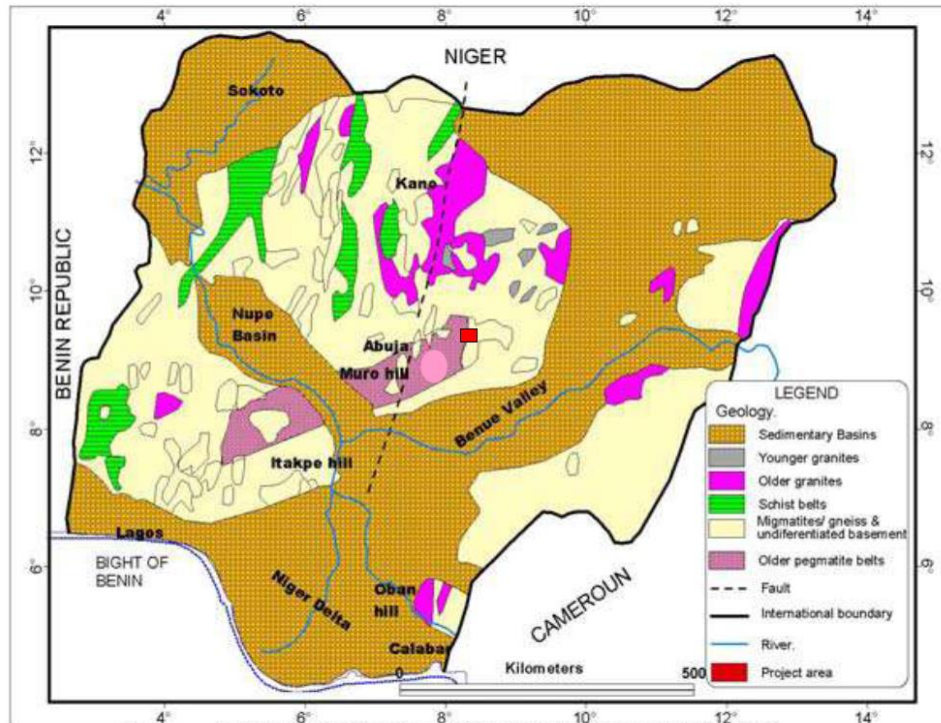 4°
6°
8°
10°
12°
14°
NIGER
Sokoto
12°
12°
Kano
BENIN REPUBLIC
10°
10°
Nupe
Basin
Abuja
Muro hill
LEGEND
Geology.
Sedimentary Basins
Younger granites
Older granites
Schist belts
Migmatites/ gneiss &
undifferentiated basement
Older pegmatite belts
Fault
International boundary
River.
Project area
Benue Valley
8°
8°
Itakpe hill
Lagos
BIGHT OF
BENIN
6°
6°
Niger Delta
Oban
hill
CAMEROUN
Calabar
0
Kilometers
500
4°
6°
8°
10°
12°
14°